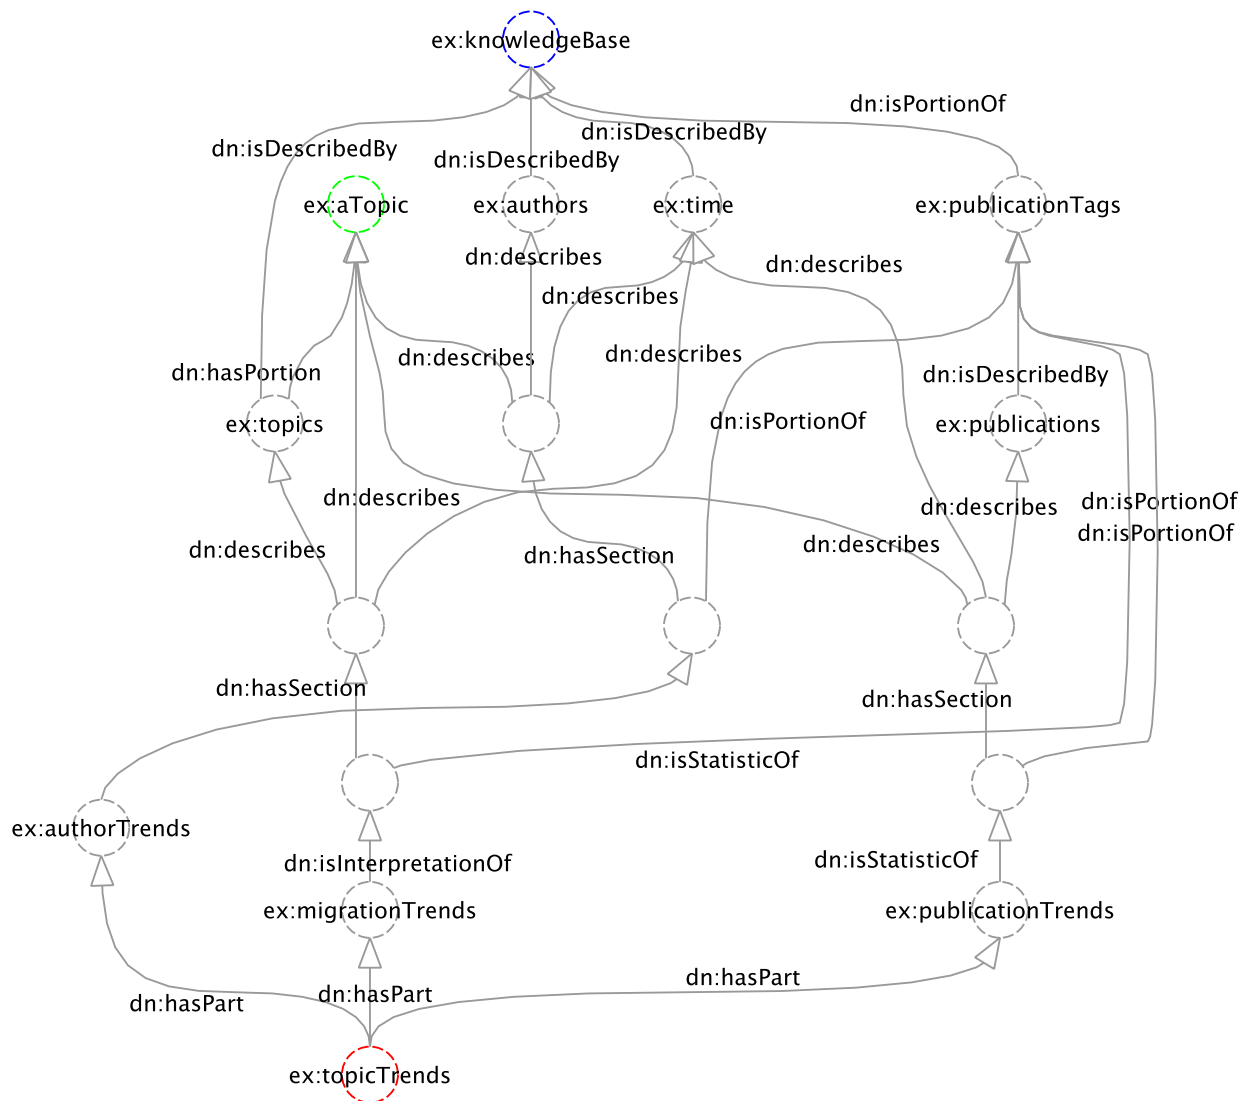 ex:knowledgeBase
dn:isPortionOf
dn:isDescribedBy
dn:isDescribedBy
dn:isDescribedBy
ex:aTopic
ex:authors
ex:time
ex:publicationTags
dn:describes
dn:describes
dn:describes
dn:describes
dn:describes
dn:hasPortion
dn:isDescribedBy
dn:isPortionOf
ex:topics
ex:publications
dn:describes
dn:isPortionOf
dn:describes
dn:isPortionOf
dn:describes
dn:describes
dn:hasSection
dn:hasSection
dn:hasSection
dn:isStatisticOf
ex:authorTrends
dn:isInterpretationOf
dn:isStatisticOf
ex:migrationTrends
ex:publicationTrends
dn:hasPart
dn:hasPart
dn:hasPart
ex:topicTrends